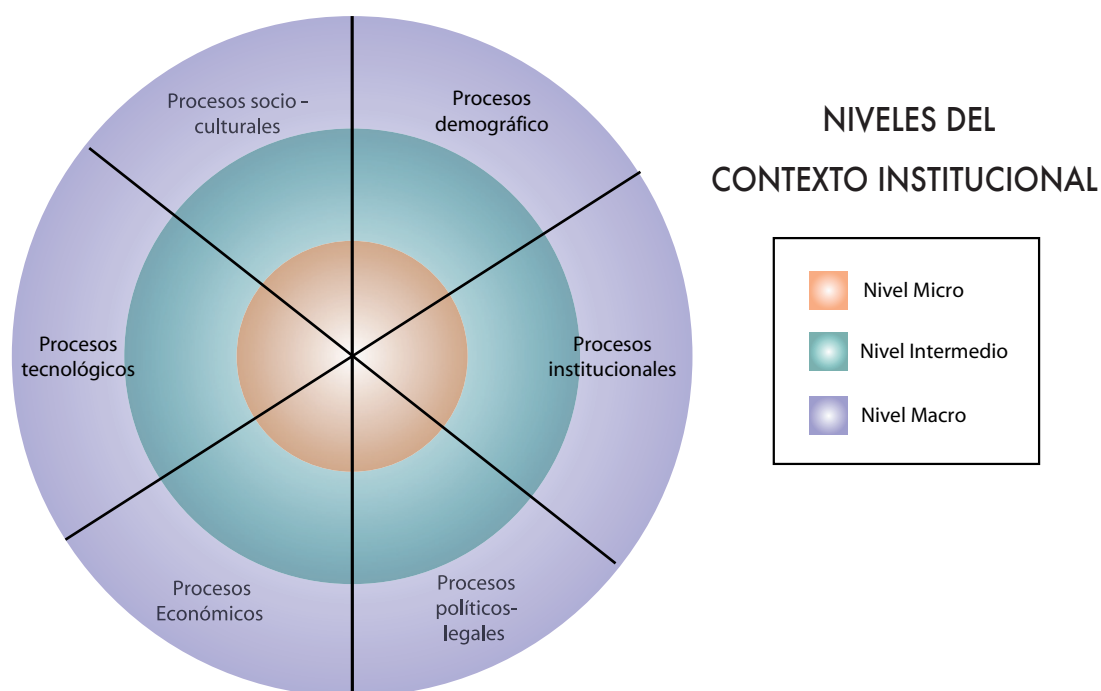 Procesos socio -
culturales
Procesos
demográfico
Procesos
tecnológicos
Procesos
institucionales
Procesos
Económicos
Procesos
políticos-
legales
NIVELES DEL
CONTEXTO INSTITUCIONAL
Nivel Micro
Nivel Intermedio
Nivel Macro